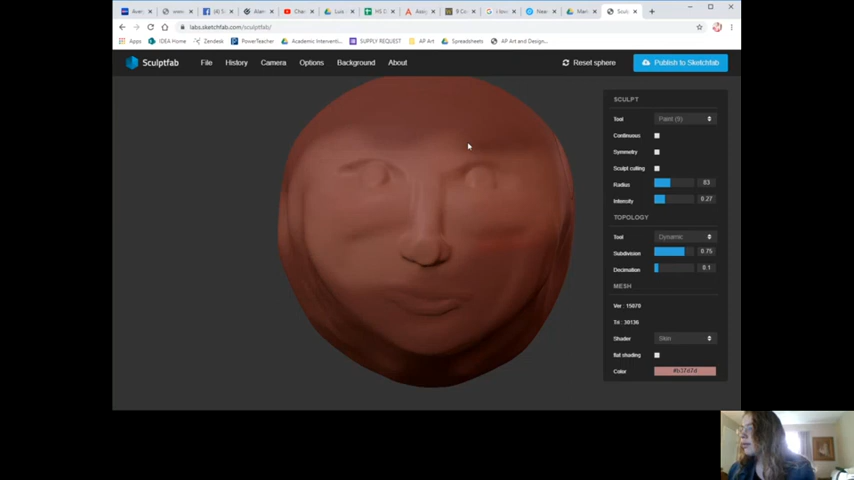 labs.sketchfab.com/sculptfab/
Apps IDEA Home Zendesk PowerTeacher Academic Interventi... SUPPLY REQUEST AP Art Spreadsheets AP Art and Design...
Sculptfab File History Camera Options Background About Reset sphere Publish to Sketchfab
SCULPT
Tool Paint (9)
Continuous
Symmetry
Sculpt culling
Radius 83
Intensity 0.27
TOPOLOGY
Tool Dynamic
Subdivision 0.75
Decimation 0.1
MESH
Ver : 15070
Tri : 30136
Shader Skin
flat shading
Color